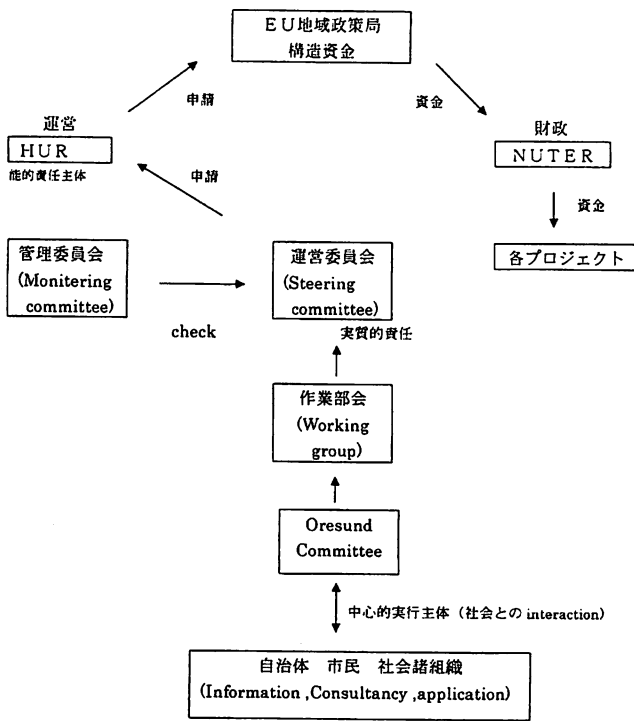 ＥＵ地域政策局
構造資金
申請
資金
運営
ＨＵＲ
能的責任主体
財政
ＮＵＴＥＲ
申請
資金
管理委員会
(Monitering
committee)
check
運営委員会
(Steering
committee)
実質的責任
各プロジェクト
作業部会
(Working
group)
Oresund
Committee
中心的実行主体（社会との interaction）
自治体　市民　社会諸組織
(Information ,Consultancy ,application)